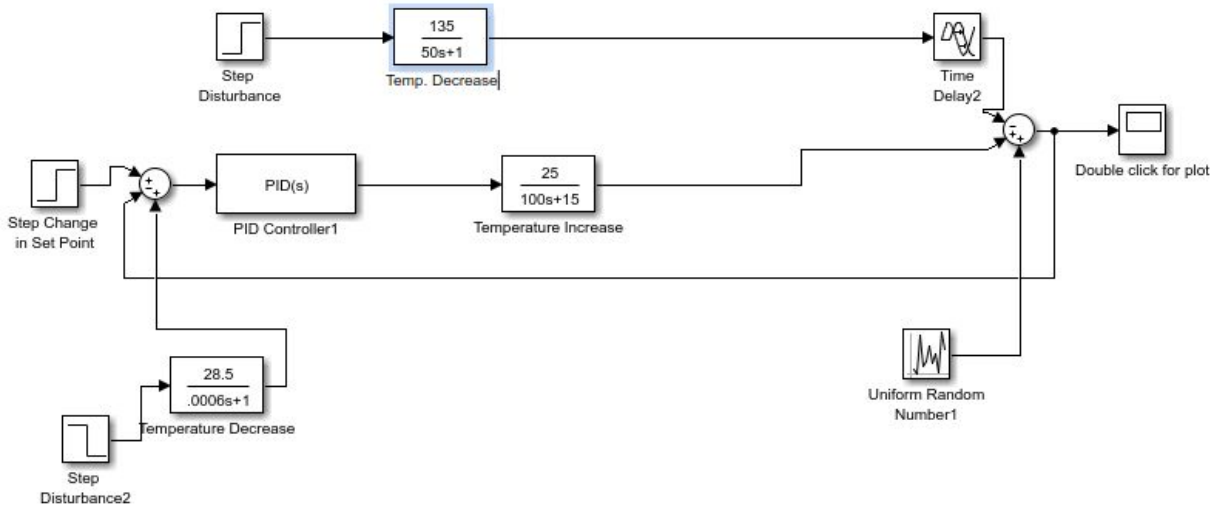 135
50s+1
Temp. Decrease
Step
Disturbance
Time
Delay2
Double click for plot
Step Change
in Set Point
PID(s)
PID Controller1
25
100s+15
Temperature Increase
28.5
.0006s+1
Temperature Decrease
Step
Disturbance2
Uniform Random
Number1